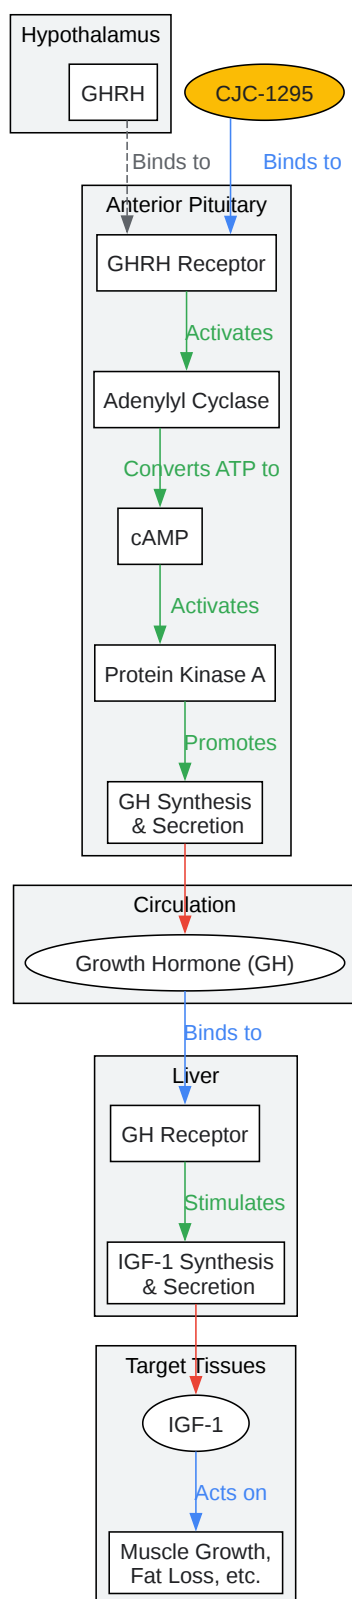 Hypothalamus
GHRH
CJC-1295
Binds to
Binds to
Anterior Pituitary
GHRH Receptor
Activates
Adenylyl Cyclase
Converts ATP to
cAMP
Activates
Protein Kinase A
Promotes
GH Synthesis
& Secretion
Circulation
Growth Hormone (GH)
Binds to
Liver
GH Receptor
Stimulates
IGF-1 Synthesis
& Secretion
Target Tissues
IGF-1
Acts on
Muscle Growth,
Fat Loss, etc.